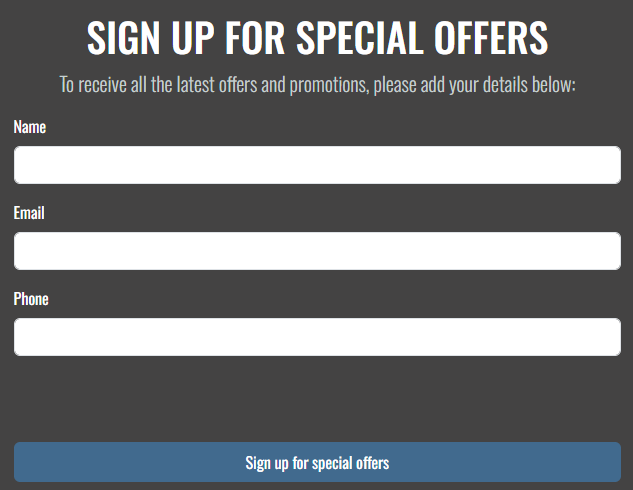 SIGN UP FOR SPECIAL OFFERS
To receive all the latest offers and promotions, please add your details below:
Name
Email
Phone
Sign up for special offers